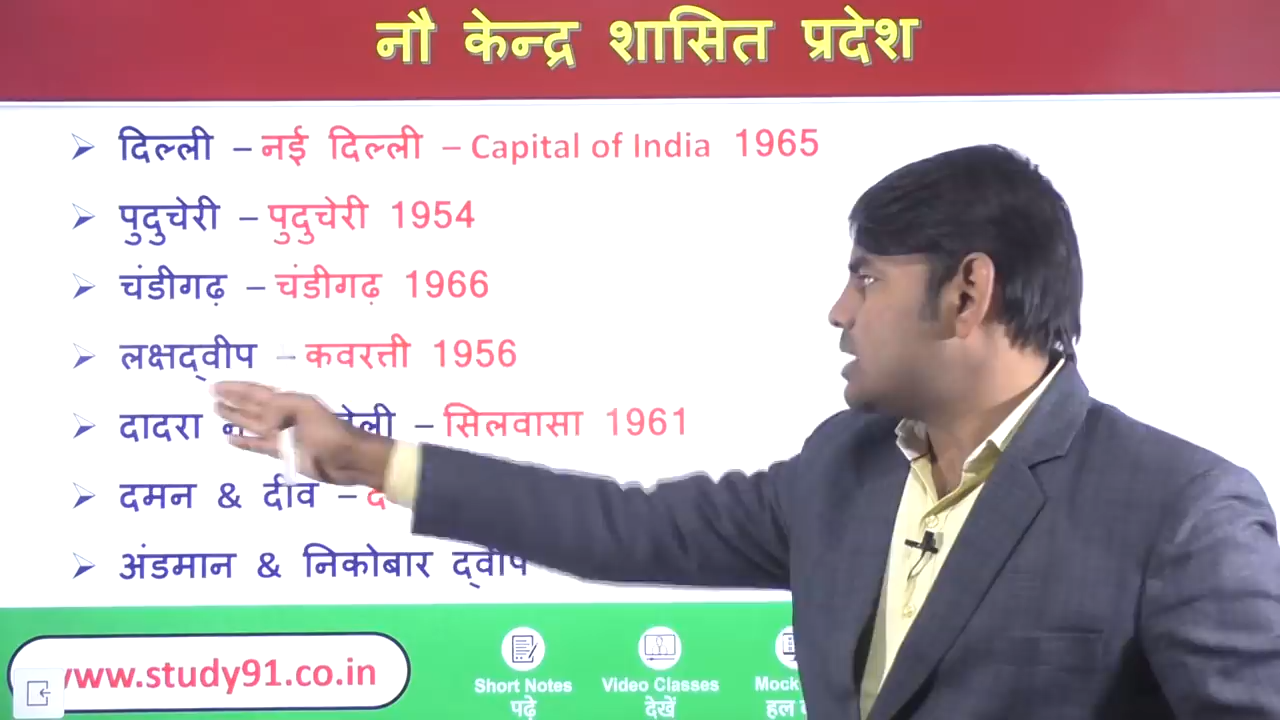 नौ केन्द्र शासित प्रदेश
दिल्ली – नई दिल्ली – Capital of India 1965
पुदुचेरी – पुदुचेरी 1954
चंडीगढ़ – चंडीगढ़ 1966
लक्षद्वीप – कवरत्ती 1956
दादरा – सिलवासा 1961
दमन & दीव –
अंडमान & निकोबार द्वीप
www.study91.co.in
Short Notes
पढ़े
Video Classes
देखें
Mock
हल